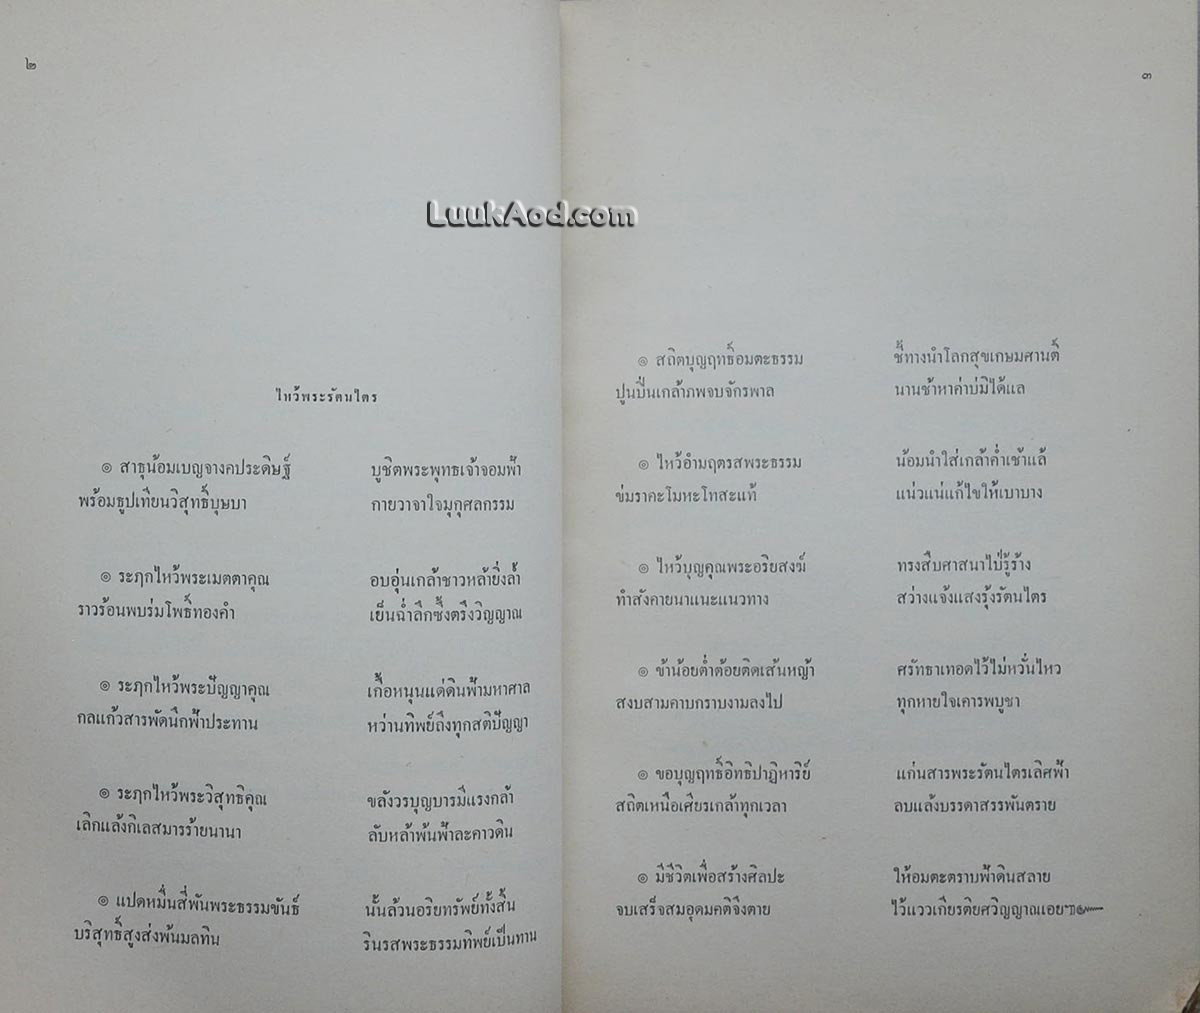 ๒
LuukAod.com
ไหว้พระรัตนไตร
๏ สาธุน้อมเบญจางคประดิษฐ์ บูชิตพระพุทธเจ้าจอมฟ้า
พร้อมธูปเทียนวิสุทธิ์บุษบา กายวาจาใจมุกุศลกรรม
๏ ระฦกไหว้พระเมตตาคุณ อบอุ่นเกล้าชาวหล้ายิ่งล้ำ
ราวร้อนพบร่มโพธิ์ทองคำ เย็นฉ่ำลึกซึ้งตรึงวิญญาณ
๏ ระฦกไหว้พระปัญญาคุณ เกื้อหนุนแด่ดินฟ้ามหาศาล
กลแก้วสารพัดนึกฟ้าประทาน หว่านทิพย์ถึงทุกสติปัญญา
๏ ระฦกไหว้พระวิสุทธิคุณ ขลังวรบุญบารมีแรงกล้า
เลิกแล้งกิเลสมารร้ายนานา ลับหล้าพ้นฟ้าละคาวดิน
๏ แปดหมื่นสี่พันพระธรรมขันธ์ นั้นล้วนอริยทรัพย์ทั้งสิ้น
บริสุทธิ์สูงส่งพ้นมลทิน รินรสพระธรรมทิพย์เป็นทาน
๓
๏ สถิตบุญฤทธิ์อมตะธรรม ชี้ทางนำโลกสุขเกษมศานติ์
ปูนปิ่นเกล้าภพจบจักรพาล นานช้าหาค่าบ่มิได้แล
๏ ไหว้อำมฤตรสพระธรรม น้อมนำใส่เกล้าค่ำเช้าแล้
ข่มราคะโมหะโทสะแท้ แน่วแน่แก้ไขให้เบาบาง
๏ ไหว้บุญคุณพระอริยสงฆ์ ทรงสืบศาสนาไป่รู้ร้าง
ทำสังคายนาแนะแนวทาง สว่างแจ้งแสงรุ้งรัตนไตร
๏ ข้าน้อยต่ำต้อยติดเส้นหญ้า ศรัทธาเทอดไว้ไม่หวั่นไหว
สงบสามคาบกราบงามลงไป ทุกหายใจเคารพบูชา
๏ ขอบุญฤทธิ์อิทธิปาฏิหาริย์ แก่นสารพระรัตนไตรเลิศฟ้า
สถิตเหนือเศียรเกล้าทุกเวลา ลบแล้งบรรดาสรรพันตราย
๏ มีชีวิตเพื่อสร้างศิลปะ ให้อมตะตราบฟ้าดินสลาย
จบเสร็จสมอุดมคติจึงตาย ไว้แววเกียรติยศวิญญาณเอยฯ๛